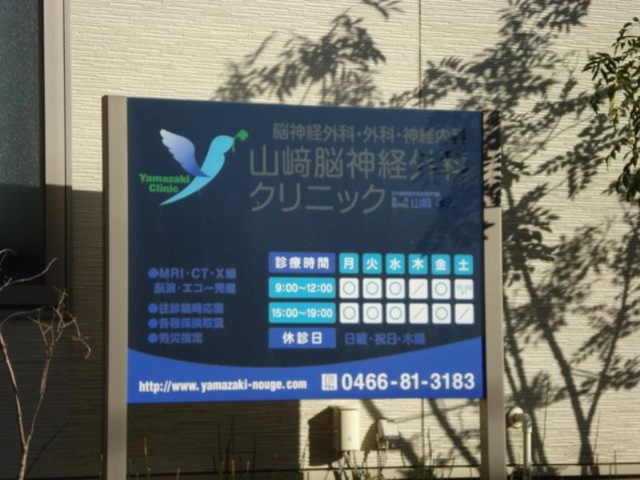 脳神経外科・外科・神経内科
山﨑脳神経外科
クリニック
Yamazaki
Clinic
診療時間 月 火 水 木 金 土
9:00〜12:00 ○ ○ ○ ／ ○
15:00〜19:00 ○ ○ ○ ／ ○ ／
休診日 日曜・祝日・木曜
●MRI・CT・X線
脳波・エコー完備
●往診随時応需
●各種保険取扱
●労災指定
http://www.yamazaki-nouge.com
0466-81-3183